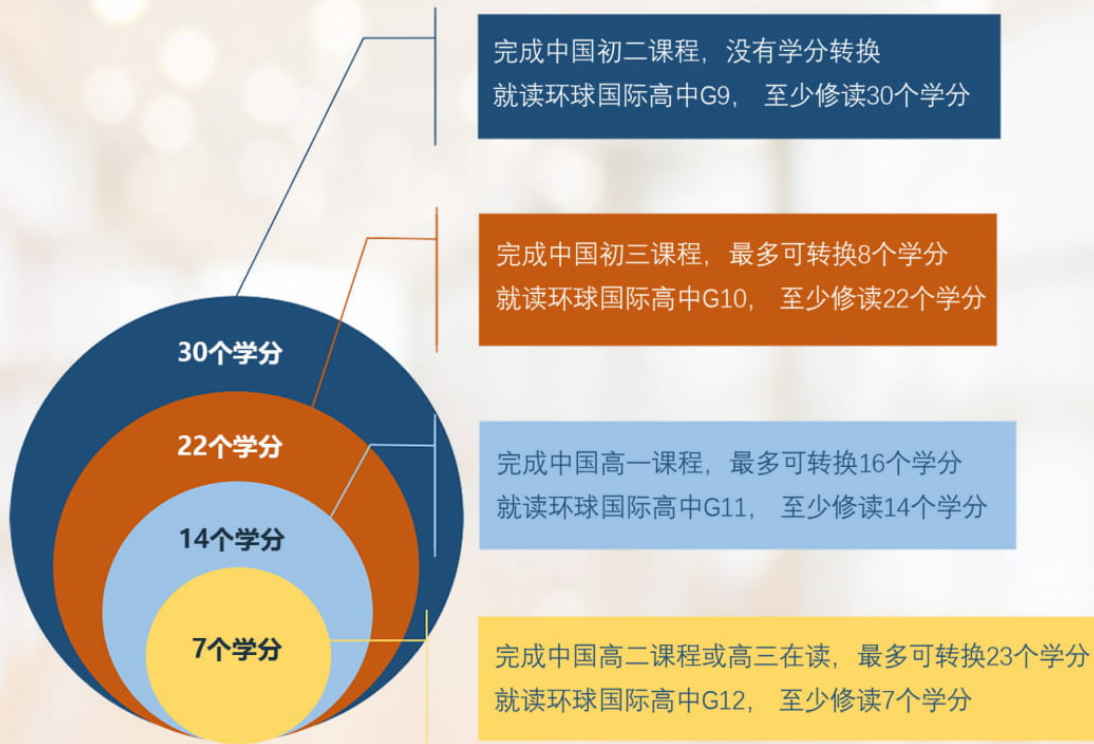 完成中国初二课程，没有学分转换
就读环球国际高中G9， 至少修读30个学分
完成中国初三课程，最多可转换8个学分
就读环球国际高中G10， 至少修读22个学分
30个学分
22个学分
完成中国高一课程，最多可转换16个学分
就读环球国际高中G11， 至少修读14个学分
14个学分
7个学分
完成中国高二课程或高三在读，最多可转换23个学分
就读环球国际高中G12， 至少修读7个学分